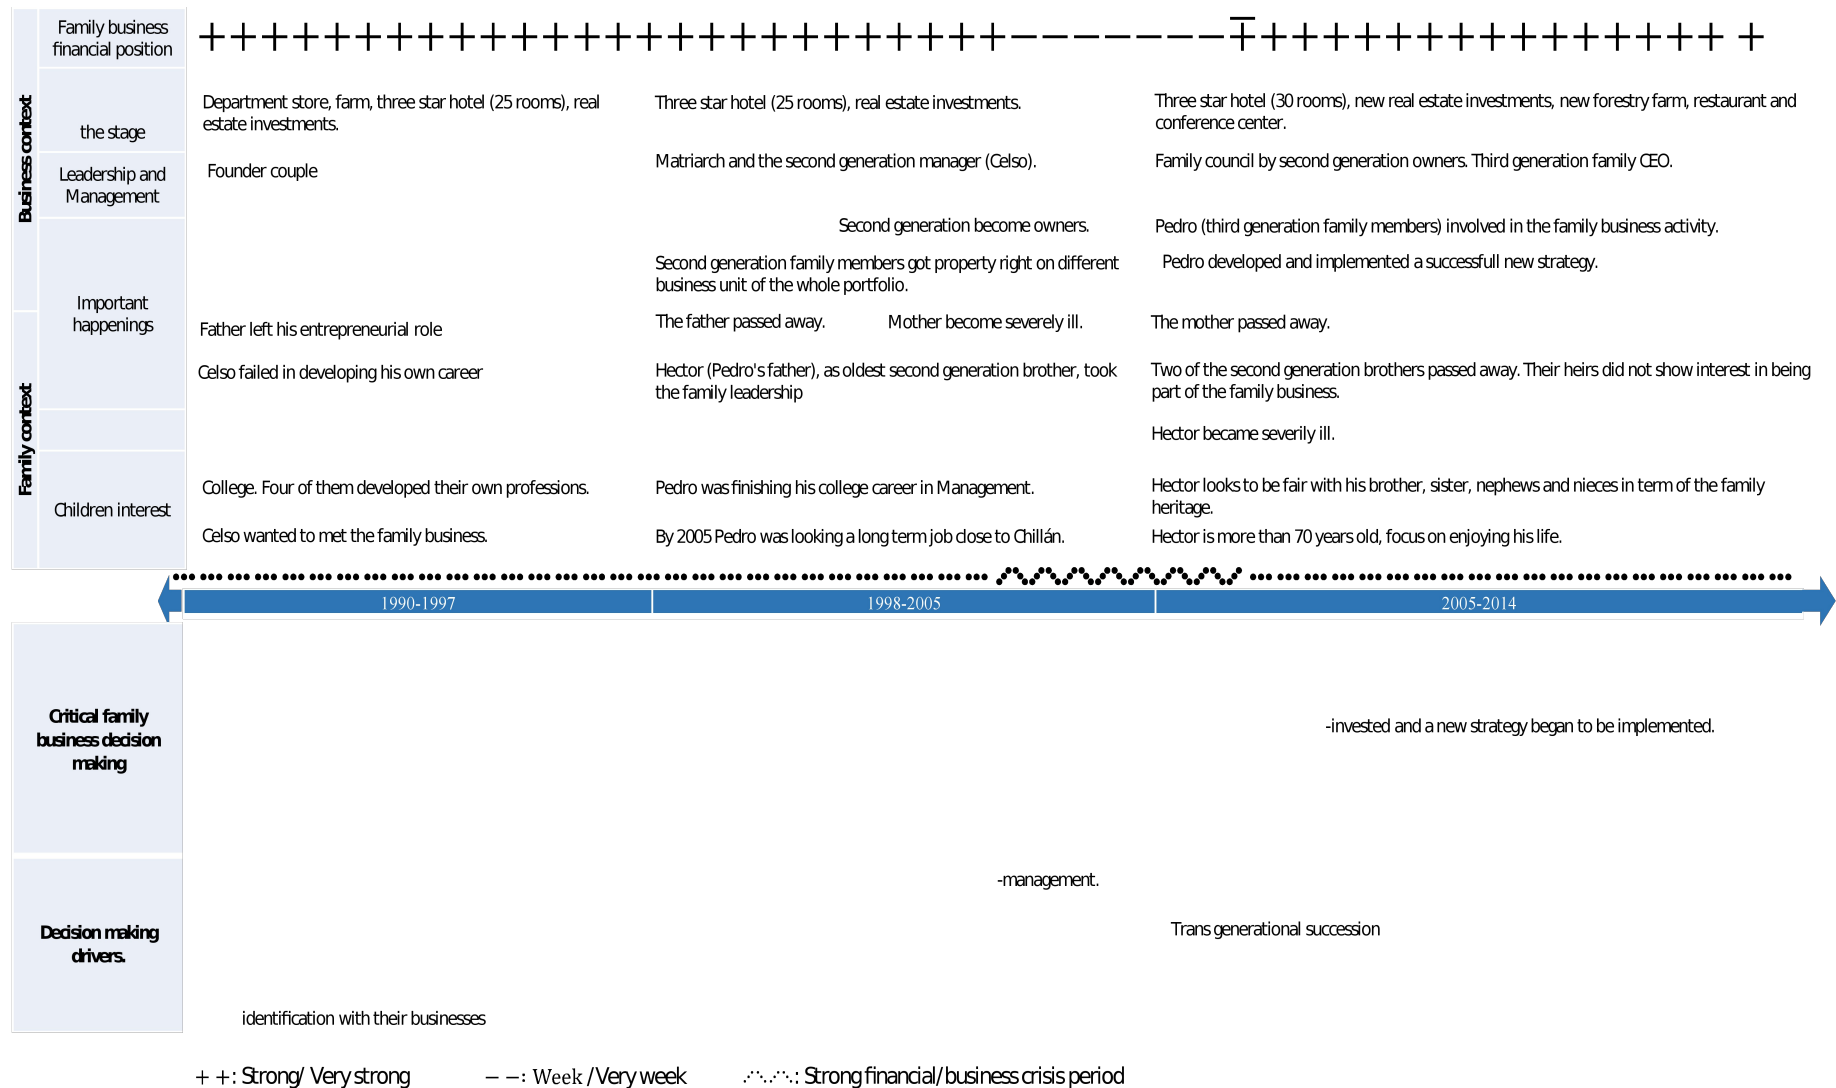 Family business
financial position
+ + + + + + + + + + + + + + + + + + + + + + + + + + — — — — — — — + + + + + + + + + + + + + + + + +
Business context
the stage
Department store, farm, three star hotel (25 rooms), real
estate investments.
Three star hotel (25 rooms), real estate investments.
Three star hotel (30 rooms), new real estate investments, new forestry farm, restaurant and
conference center.
Leadership and
Management
Founder couple
Matriarch and the second generation manager (Celso).
Family council by second generation owners. Third generation family CEO.
Important
happenings
Second generation become owners.
Pedro (third generation family members) involved in the family business activity.
Second generation family members got property right on different
business unit of the whole portfolio.
Pedro developed and implemented a successfull new strategy.
Family context
Father left his entrepreneurial role
The father passed away.
Mother become severely ill.
The mother passed away.
Celso failed in developing his own career
Hector (Pedro's father), as oldest second generation brother, took
the family leadership
Two of the second generation brothers passed away. Their heirs did not show interest in being
part of the family business.
Hector became severily ill.
Children interest
College. Four of them developed their own professions.
Pedro was finishing his college career in Management.
Hector looks to be fair with his brother, sister, nephews and nieces in term of the family
heritage.
Celso wanted to met the family business.
By 2005 Pedro was looking a long term job close to Chillán.
Hector is more than 70 years old, focus on enjoying his life.
1990-1997
1998-2005
2005-2014
Critical family
business decision
making
-invested and a new strategy began to be implemented.
Decision making
drivers.
-management.
Trans generational succession
identification with their businesses
+ +: Strong/ Very strong
– –: Week /Very week
: Strong financial/business crisis period